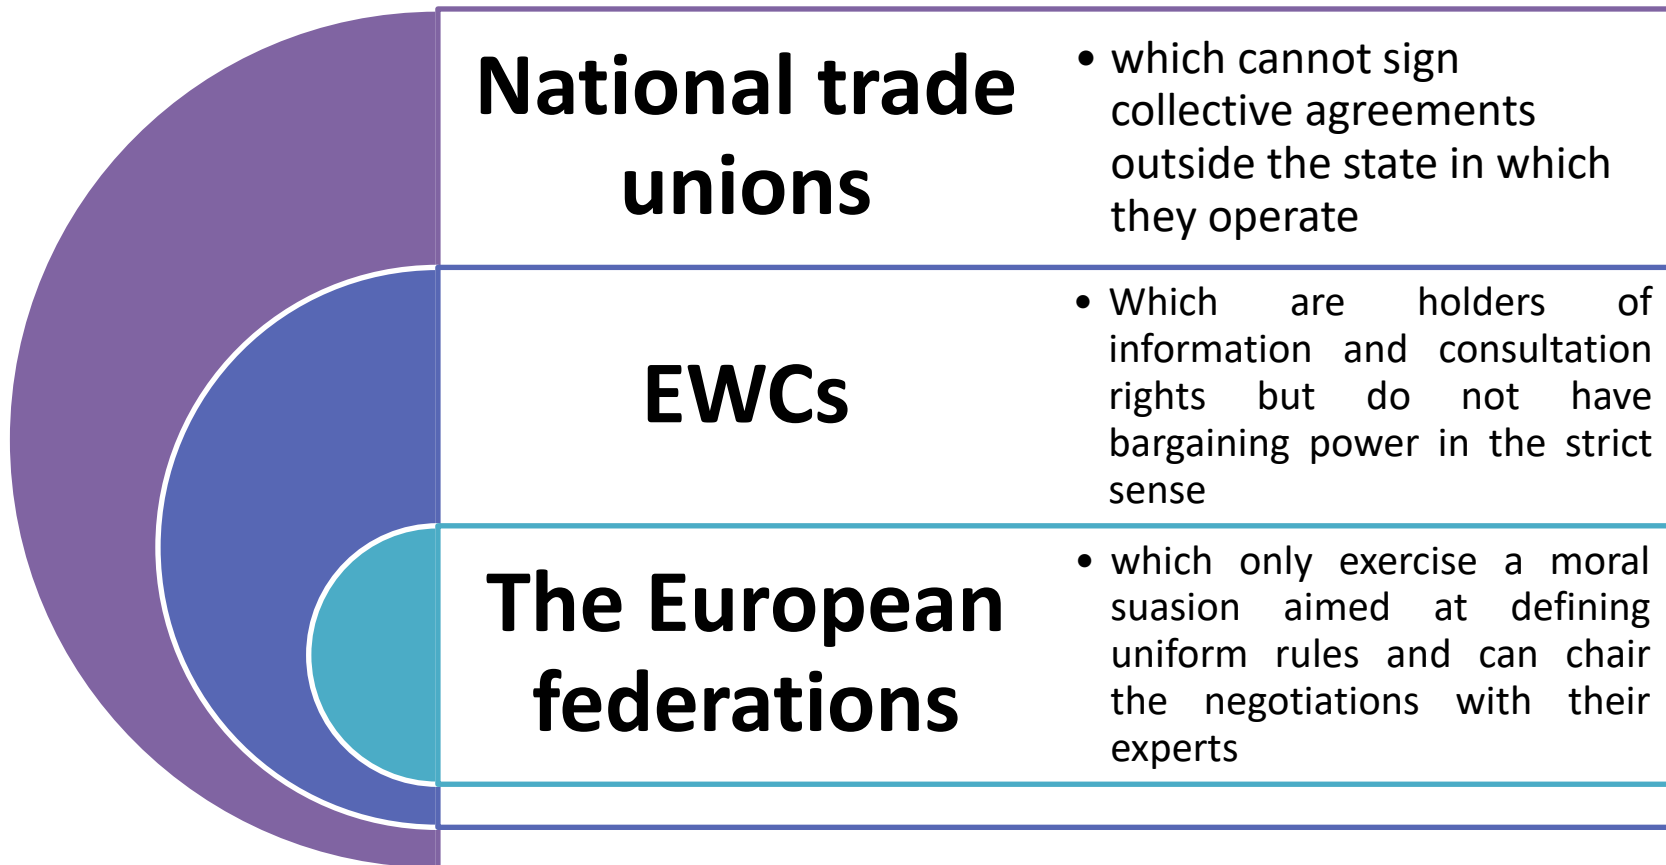 National trade
unions
• which cannot sign
collective agreements
outside the state in which
they operate
EWCs
• Which are holders of
information and consultation
rights but do not have
bargaining power in the strict
sense
The European
federations
• which only exercise a moral
suasion aimed at defining
uniform rules and can chair
the negotiations with their
experts